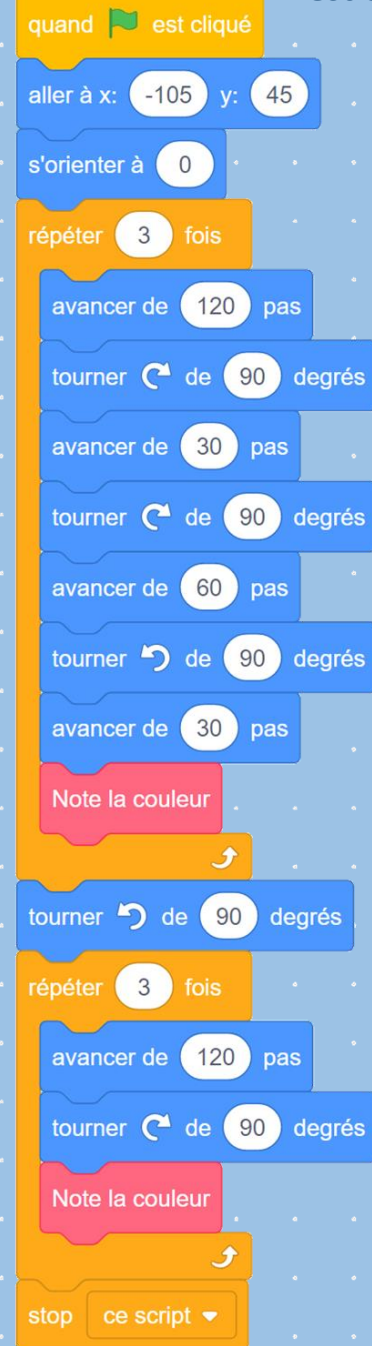 quand est cliqué
aller à x: -105 y: 45
s'orienter à 0
répéter 3 fois
avancer de 120 pas
tourner de 90 degrés
avancer de 30 pas
tourner de 90 degrés
avancer de 60 pas
tourner de 90 degrés
avancer de 30 pas
Note la couleur
tourner de 90 degrés
répéter 3 fois
avancer de 120 pas
tourner de 90 degrés
Note la couleur
stop ce script